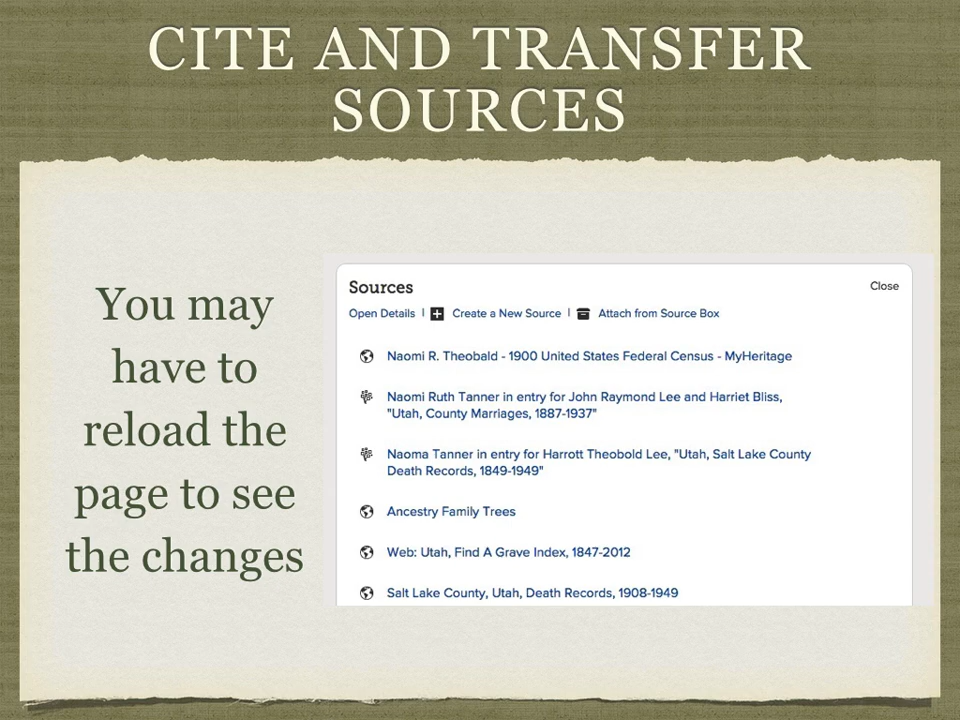 CITE AND TRANSFER
SOURCES
You may
have to
reload the
page to see
the changes
Sources
Close
Open Details | Create a New Source | Attach from Source Box
Naomi R. Theobald - 1900 United States Federal Census - MyHeritage
Naomi Ruth Tanner in entry for John Raymond Lee and Harriet Bliss,
"Utah, County Marriages, 1887-1937"
Naoma Tanner in entry for Harrott Theobold Lee, "Utah, Salt Lake County
Death Records, 1849-1949"
Ancestry Family Trees
Web: Utah, Find A Grave Index, 1847-2012
Salt Lake County, Utah, Death Records, 1908-1949